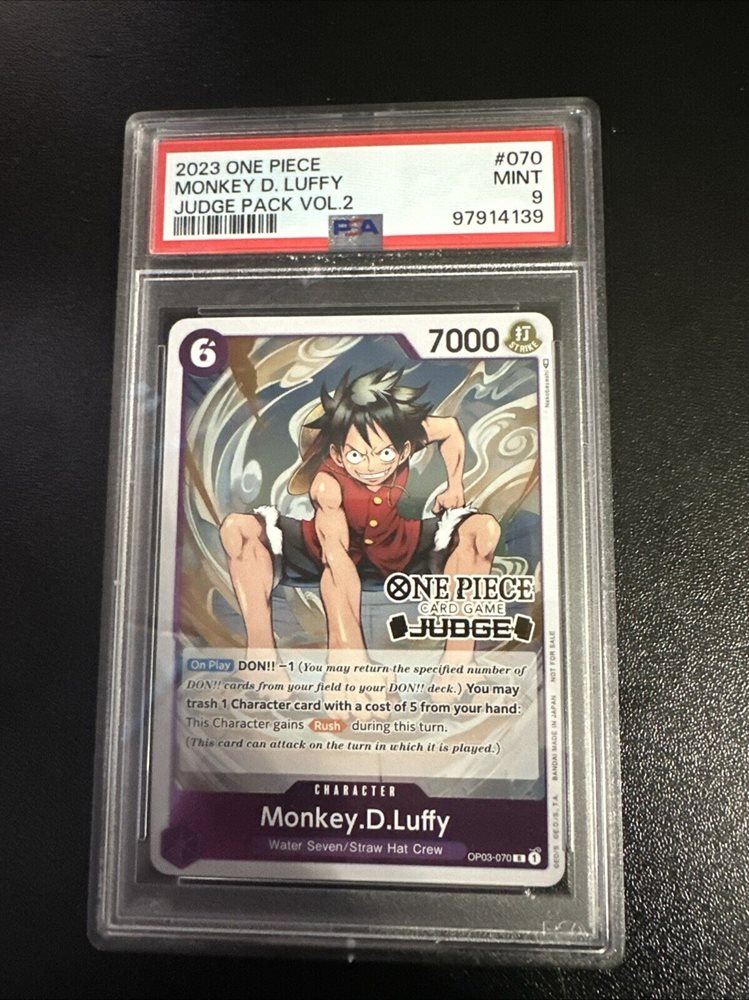 2023 ONE PIECE #070
MONKEY D. LUFFY MINT
JUDGE PACK VOL.2 9
PSA 97914139
6 7000 打
STRIKE
Nakabayashi
ONE PIECE
CARD GAME
JUDGE
On Play DON!! −1 (You may return the specified number of
DON!! cards from your field to your DON!! deck.) You may
trash 1 Character card with a cost of 5 from your hand:
This Character gains Rush during this turn.
(This card can attack on the turn in which it is played.)
CHARACTER
Monkey.D.Luffy
Water Seven/Straw Hat Crew
OP03-070 R 1
BANDAI MADE IN JAPAN NOT FOR SALE